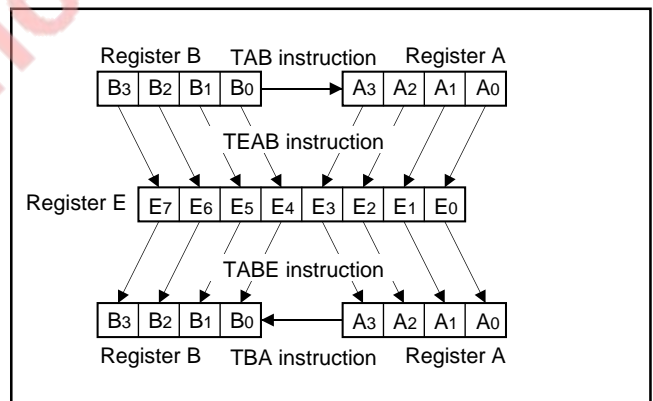 Register B TAB instruction Register A
B3 B2 B1 B0 A3 A2 A1 A0
TEAB instruction
Register E E7 E6 E5 E4 E3 E2 E1 E0
TABE instruction
B3 B2 B1 B0 A3 A2 A1 A0
Register B TBA instruction Register A